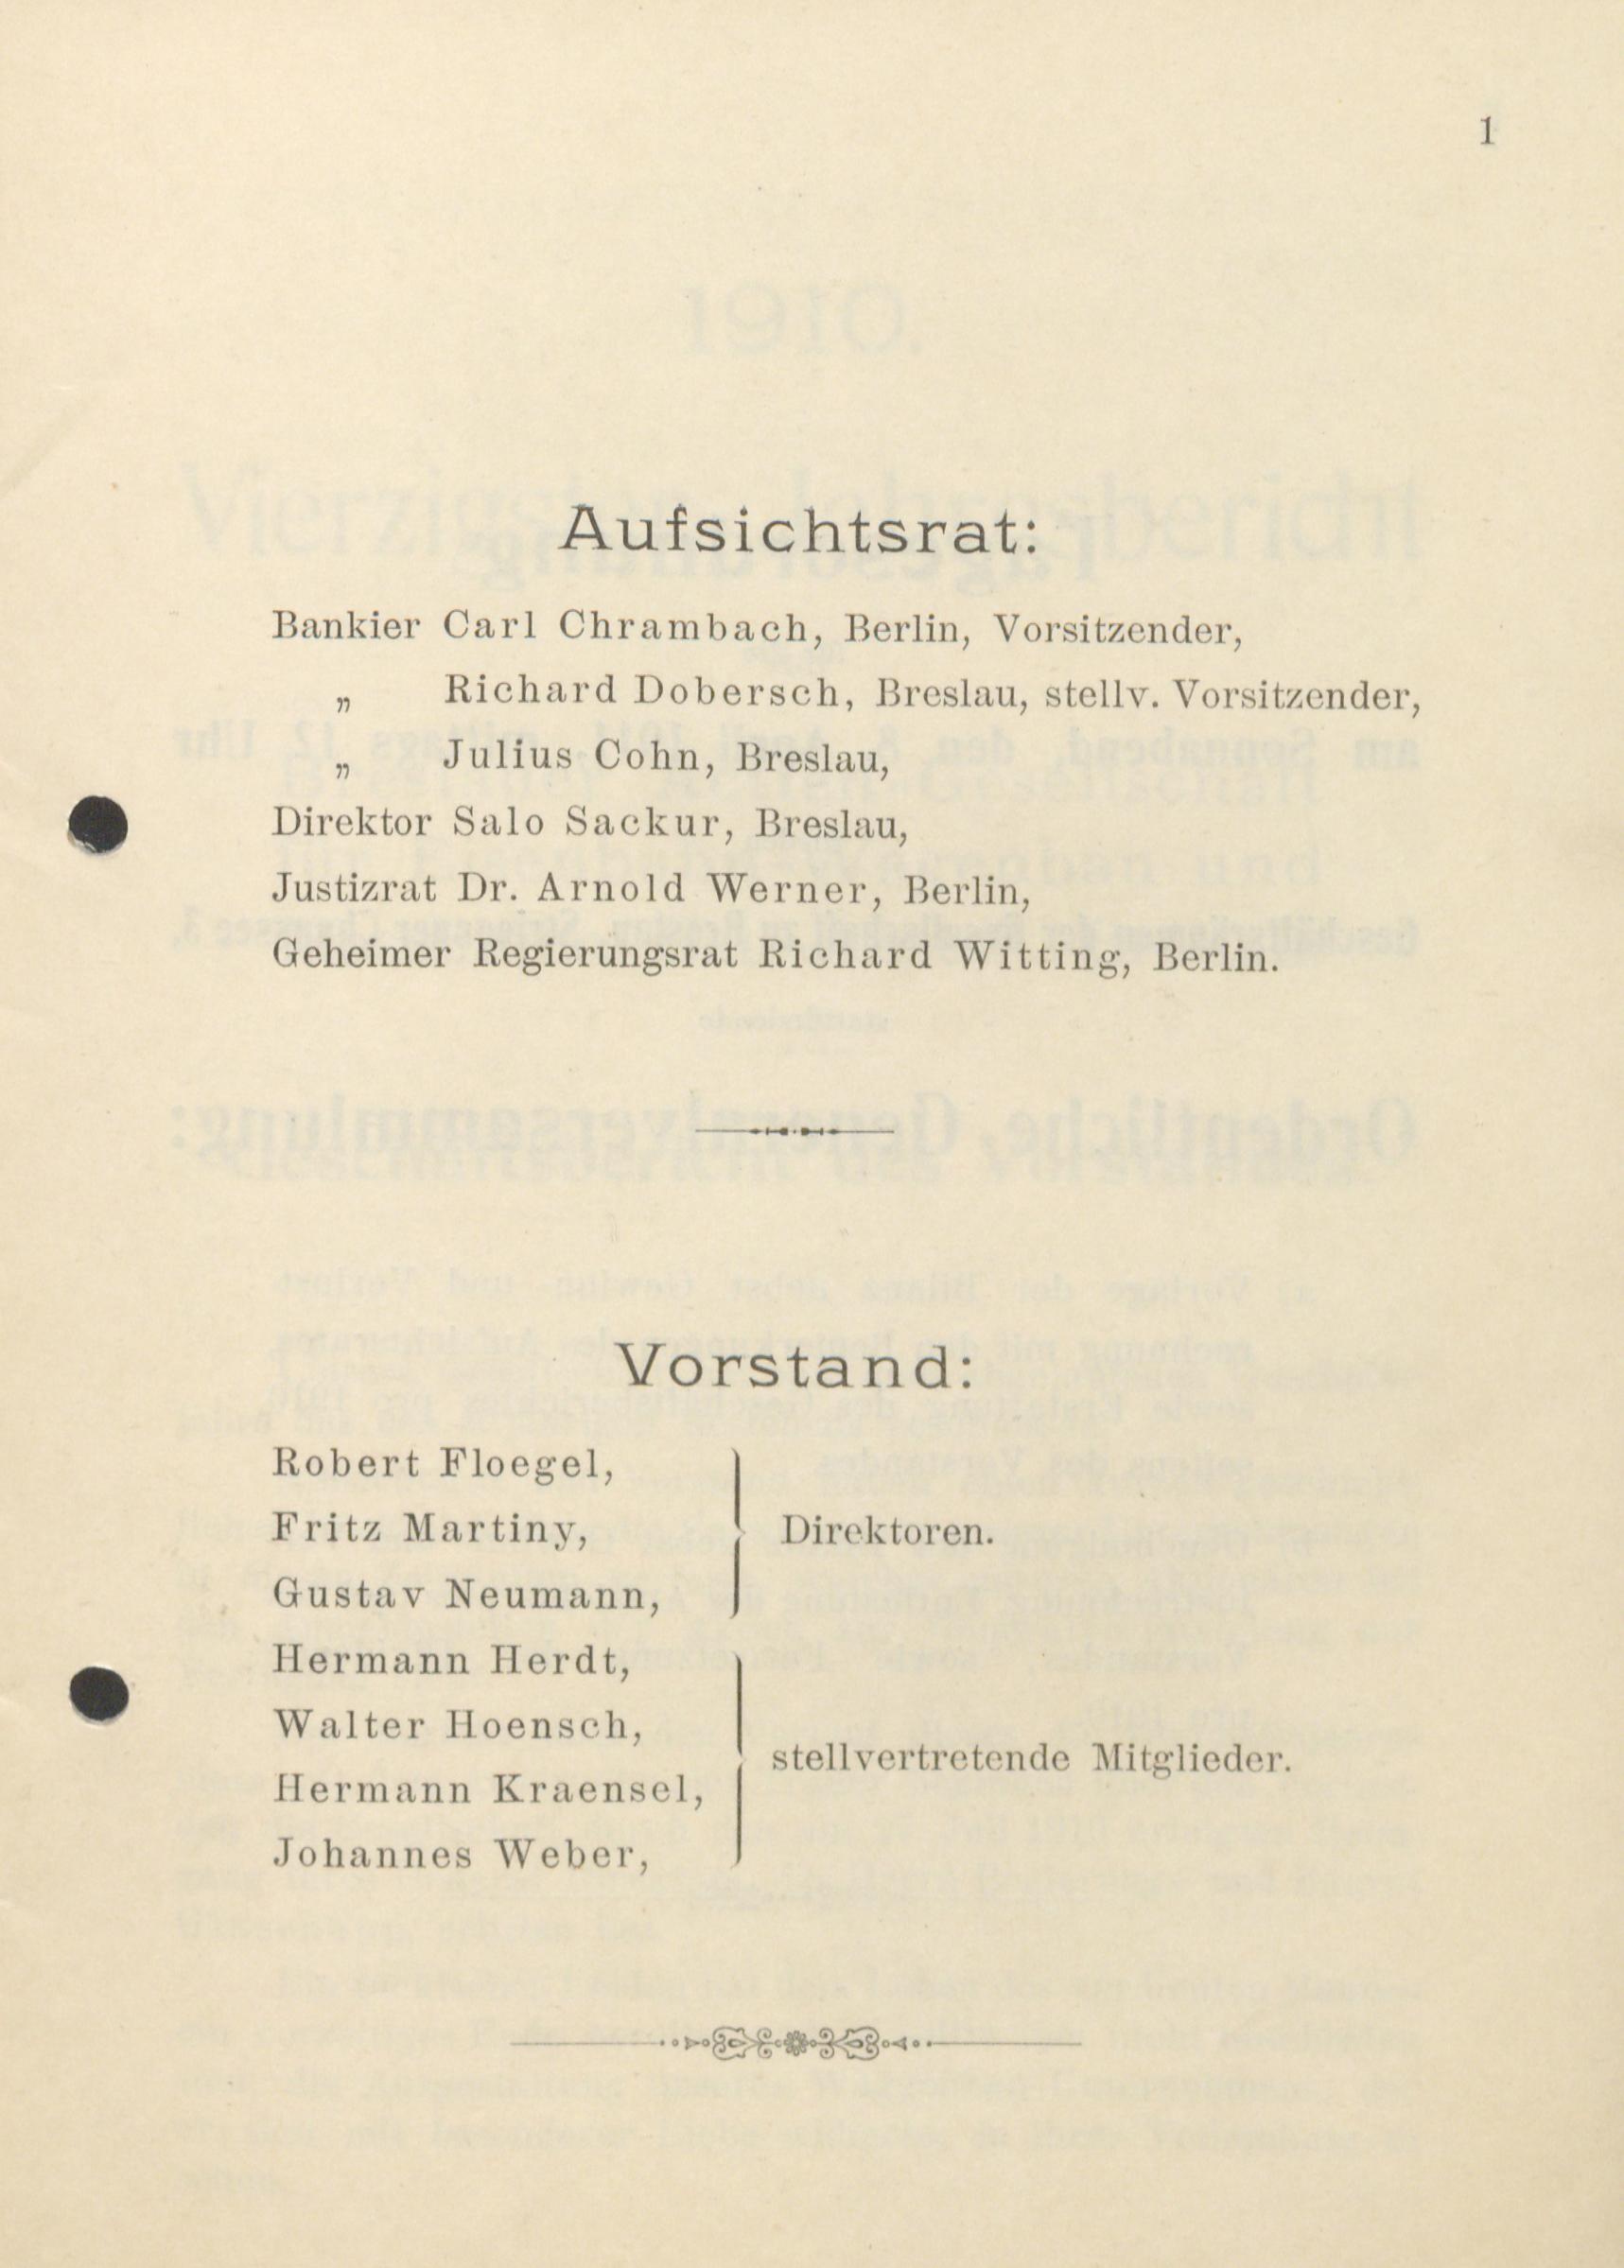 1
Aufsichtsrat:
Bankier Carl Chrambach, Berlin, Vorsitzender,
„ Richard Dobersch, Breslau, stellv. Vorsitzender,
„ Julius Cohn, Breslau,
Direktor Salo Sackur, Breslau,
Justizrat Dr. Arnold Werner, Berlin,
Geheimer Regierungsrat Richard Witting, Berlin.
Vorstand:
Robert Floegel,
Fritz Martiny,
Direktoren.
Gustav Neumann,
Hermann Herdt,
Walter Hoensch,
stellvertretende Mitglieder.
Hermann Kraensel,
Johannes Weber,